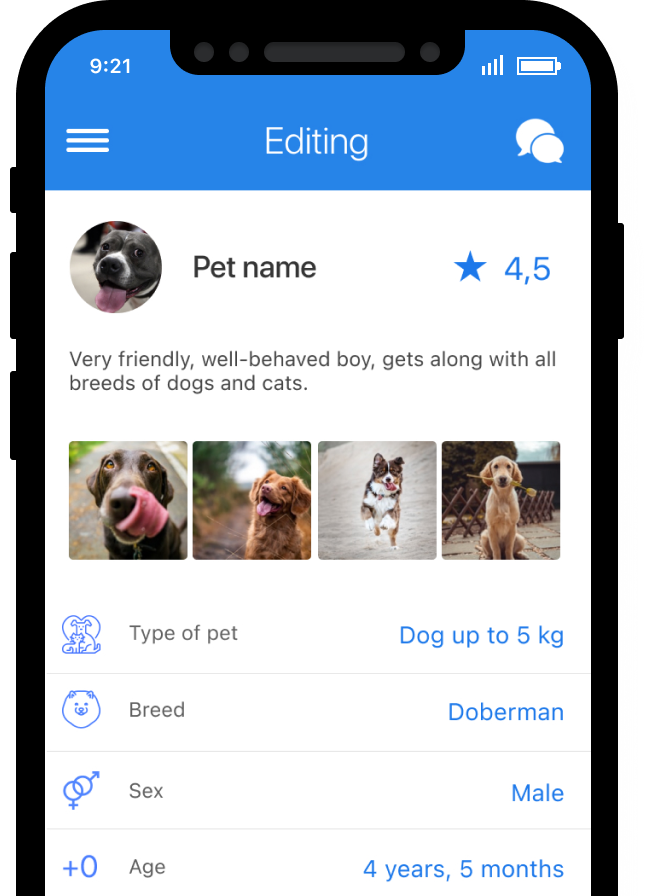 9:21
Editing
Pet name
4,5
Very friendly, well-behaved boy, gets along with all
breeds of dogs and cats.
Type of pet
Dog up to 5 kg
Breed
Doberman
Sex
Male
+0
Age
4 years, 5 months